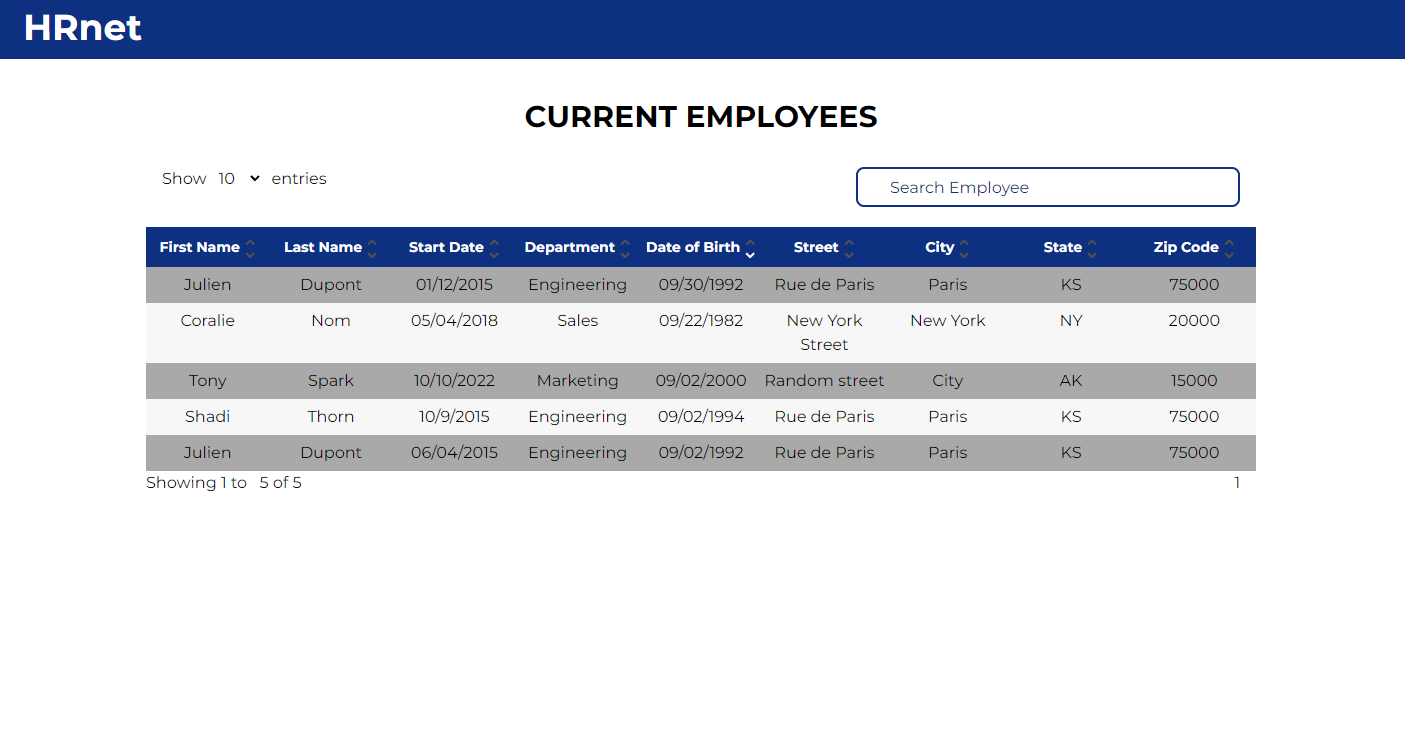 HRnet
CURRENT EMPLOYEES
Show 10 entries
Search Employee
First Name Last Name Start Date Department Date of Birth Street City State Zip Code
Julien Dupont 01/12/2015 Engineering 09/30/1992 Rue de Paris Paris KS 75000
Coralie Nom 05/04/2018 Sales 09/22/1982 New York New York NY 20000
Street
Tony Spark 10/10/2022 Marketing 09/02/2000 Random street City AK 15000
Shadi Thorn 10/9/2015 Engineering 09/02/1994 Rue de Paris Paris KS 75000
Julien Dupont 06/04/2015 Engineering 09/02/1992 Rue de Paris Paris KS 75000
Showing 1 to 5 of 5 1